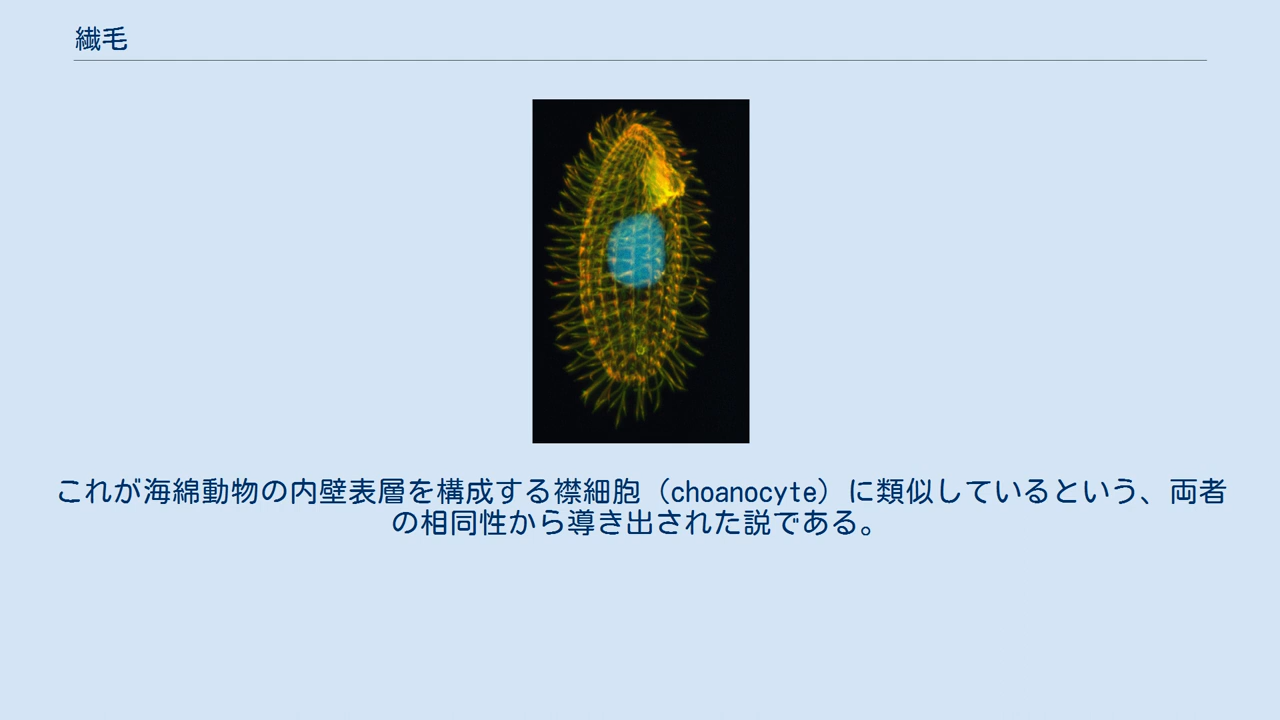 繊毛
これが海綿動物の内壁表層を構成する襟細胞（choanocyte）に類似しているという、両者
の相同性から導き出された説である。